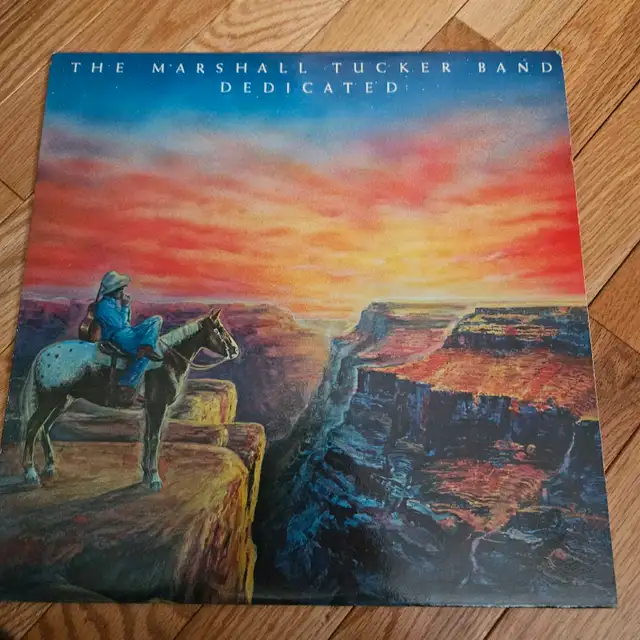 THE MARSHALL TUCKER BAND
DEDICATED